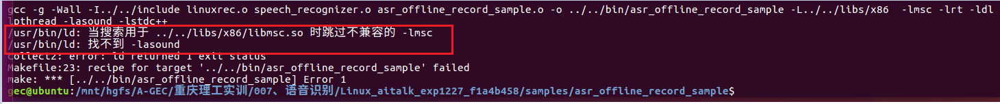 gcc -g -Wall -I../../include linuxrec.o speech_recognizer.o asr_offline_record_sample.o -o ../../bin/asr_offline_record_sample -L../../libs/x86  -lmsc -lrt -ldl
lpthread -lasound -lstdc++
/usr/bin/ld: 当搜索用于 ../../libs/x86/libmsc.so 时跳过不兼容的 -lmsc
/usr/bin/ld: 找不到 -lasound
collect2: error: ld returned 1 exit status
Makefile:23: recipe for target '../../bin/asr_offline_record_sample' failed
make: *** [../../bin/asr_offline_record_sample] Error 1
gec@ubuntu:/mnt/hgfs/A-GEC/重庆理工实训/007、语音识别/Linux_aitalk_exp1227_f1a4b458/samples/asr_offline_record_sample$